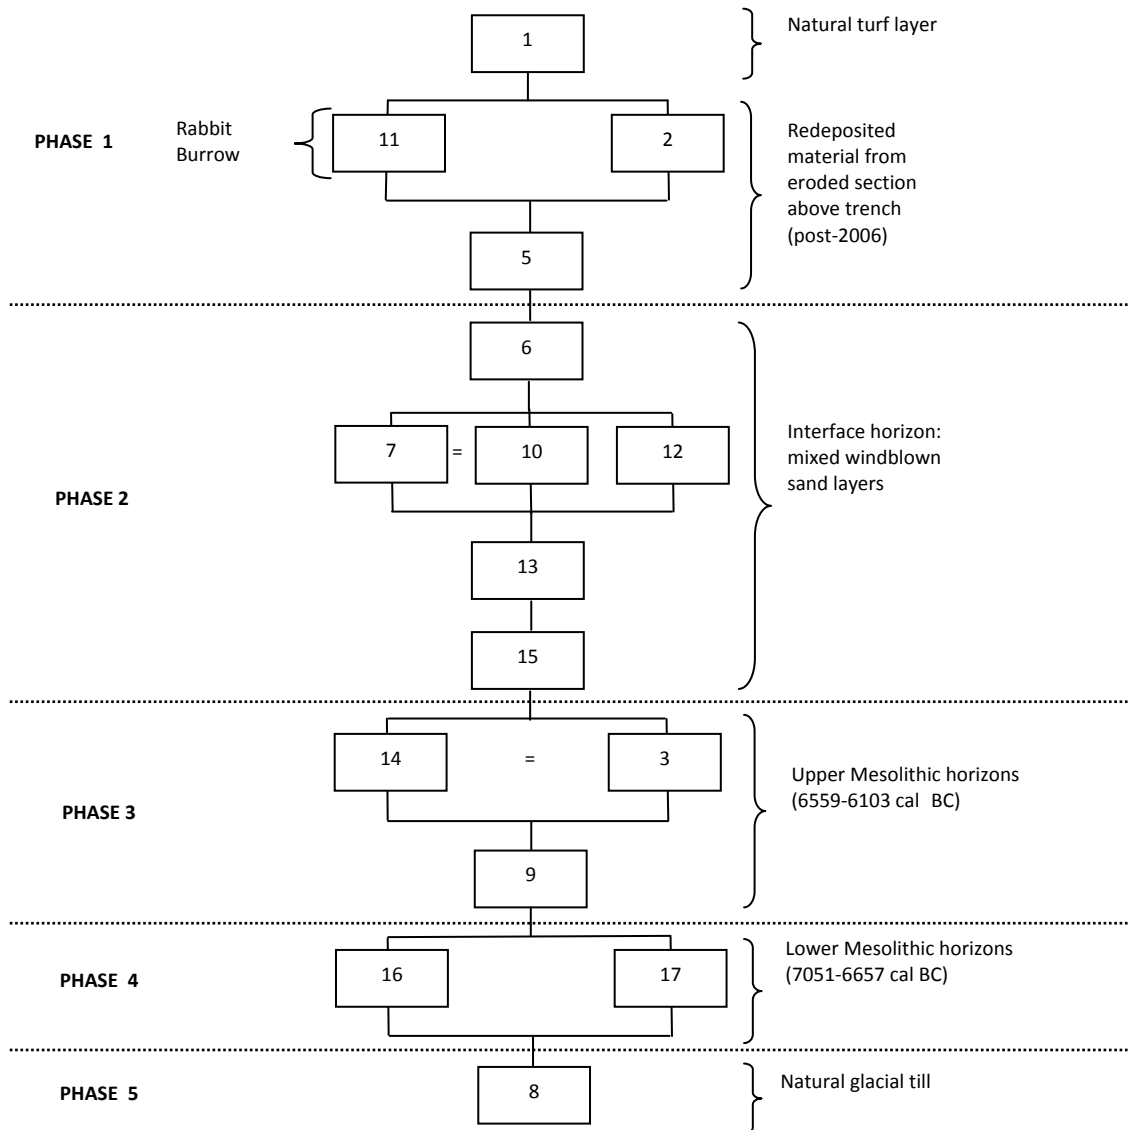 1
Natural turf layer
PHASE 1
Rabbit
Burrow
11
2
Redeposited
material from
eroded section
above trench
(post-2006)
5
6
7 = 10
12
Interface horizon:
mixed windblown
sand layers
PHASE 2
13
15
14 = 3
Upper Mesolithic horizons
(6559-6103 cal BC)
PHASE 3
9
Lower Mesolithic horizons
(7051-6657 cal BC)
PHASE 4
16
17
Natural glacial till
PHASE 5
8